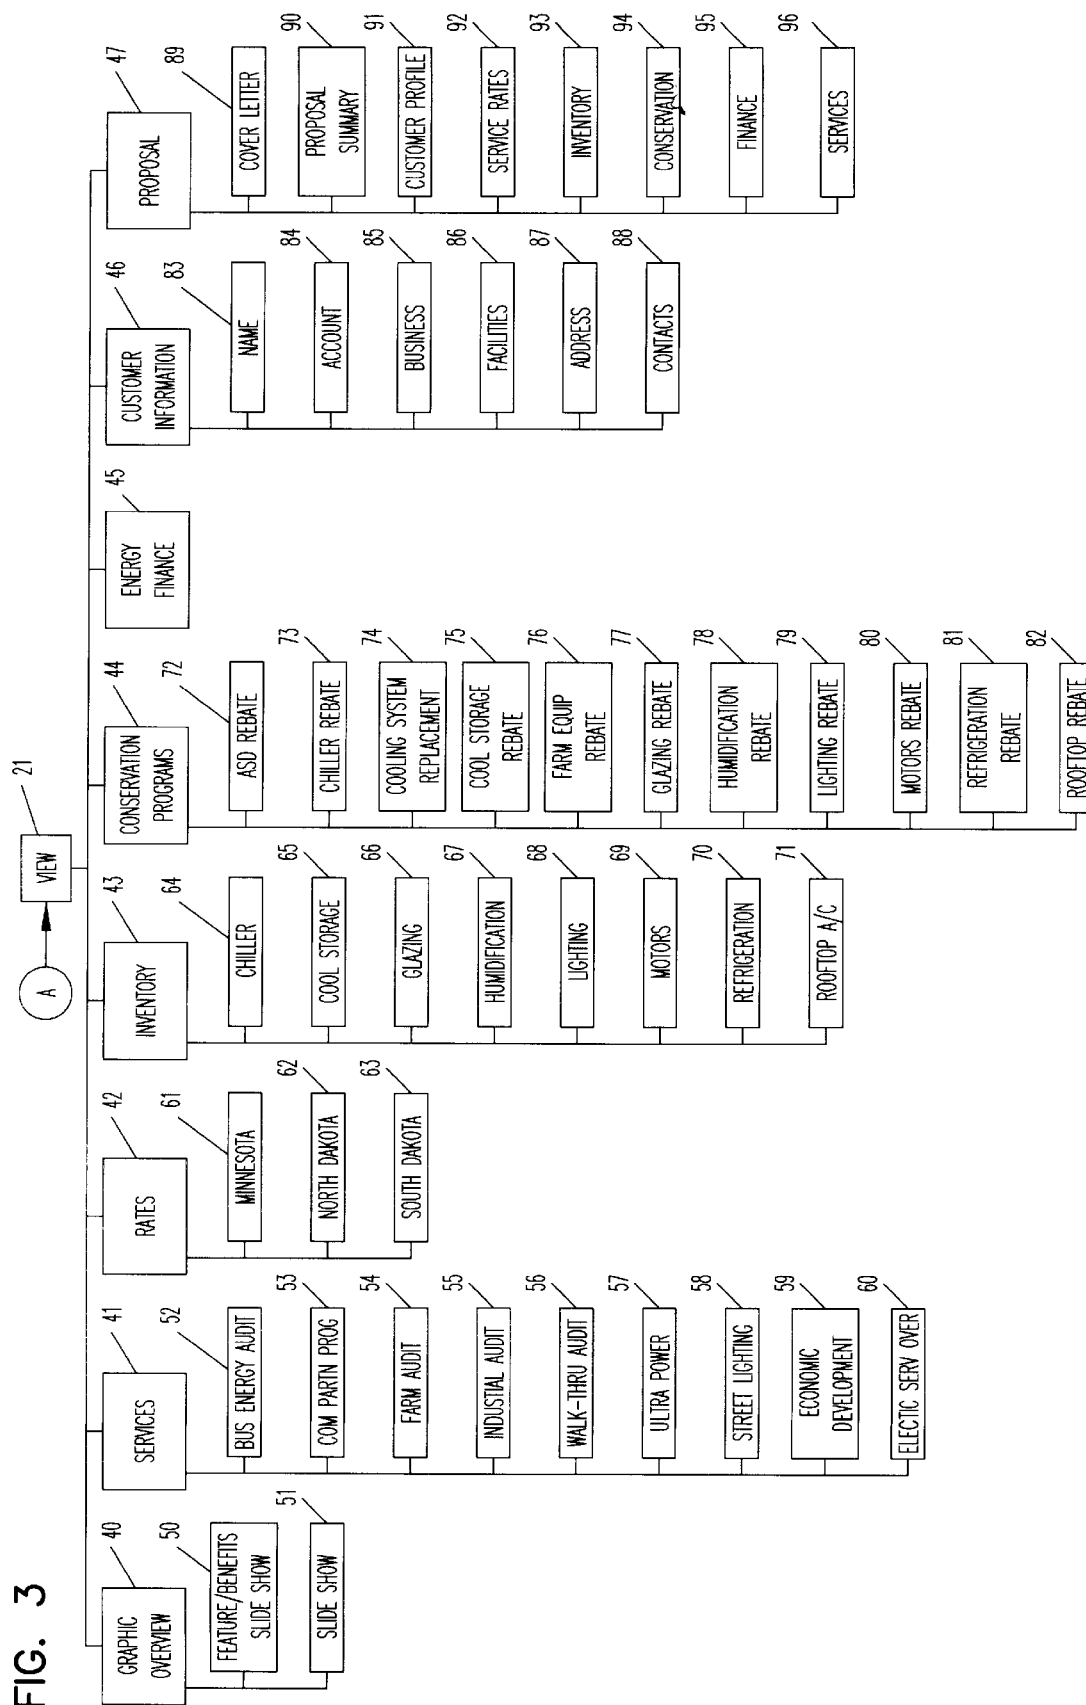 FIG. 3
A
VIEW
21
GRAPHIC
OVERVIEW
40
FEATURE/BENEFITS
SLIDE SHOW
50
SLIDE SHOW
51
SERVICES
41
BUS ENERGY AUDIT
52
COM PARTN PROG
53
FARM AUDIT
54
INDUSTIAL AUDIT
55
WALK-THRU AUDIT
56
ULTRA POWER
57
STREET LIGHTING
58
ECONOMIC
DEVELOPMENT
59
ELECTIC SERV OVER
60
RATES
42
MINNESOTA
61
NORTH DAKOTA
62
SOUTH DAKOTA
63
INVENTORY
43
CHILLER
64
COOL STORAGE
65
GLAZING
66
HUMIDIFICATION
67
LIGHTING
68
MOTORS
69
REFRIGERATION
70
ROOFTOP A/C
71
CONSERVATION
PROGRAMS
44
ASD REBATE
72
CHILLER REBATE
73
COOLING SYSTEM
REPLACEMENT
74
COOL STORAGE
REBATE
75
FARM EQUIP
REBATE
76
GLAZING REBATE
77
HUMIDIFICATION
REBATE
78
LIGHTING REBATE
79
MOTORS REBATE
80
REFRIGERATION
REBATE
81
ROOFTOP REBATE
82
ENERGY
FINANCE
45
CUSTOMER
INFORMATION
46
NAME
83
ACCOUNT
84
BUSINESS
85
FACILITIES
86
ADDRESS
87
CONTACTS
88
PROPOSAL
47
COVER LETTER
89
PROPOSAL
SUMMARY
90
CUSTOMER PROFILE
91
SERVICE RATES
92
INVENTORY
93
CONSERVATION
94
FINANCE
95
SERVICES
96